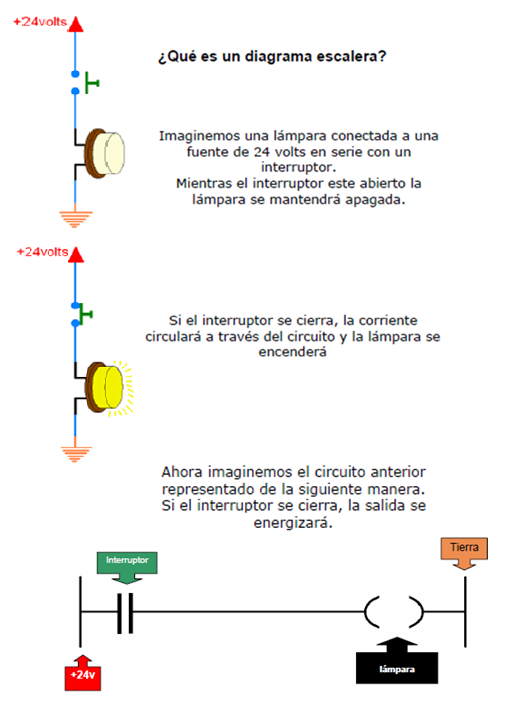 +24volts
¿Qué es un diagrama escalera?
Imaginemos una lámpara conectada a una
fuente de 24 volts en serie con un
interruptor.
Mientras el interruptor este abierto la
lámpara se mantendrá apagada.
+24volts
Si el interruptor se cierra, la corriente
circulará a través del circuito y la lámpara se
encenderá
Ahora imaginemos el circuito anterior
representado de la siguiente manera.
Si el interruptor se cierra, la salida se
energizará.
Interruptor
Tierra
+24v
lámpara